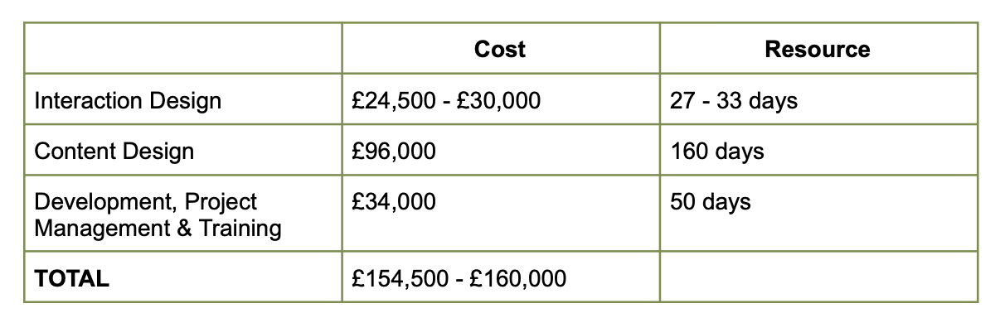 Cost Resource
Interaction Design £24,500 - £30,000 27 - 33 days
Content Design £96,000 160 days
Development, Project £34,000 50 days
Management & Training
TOTAL £154,500 - £160,000